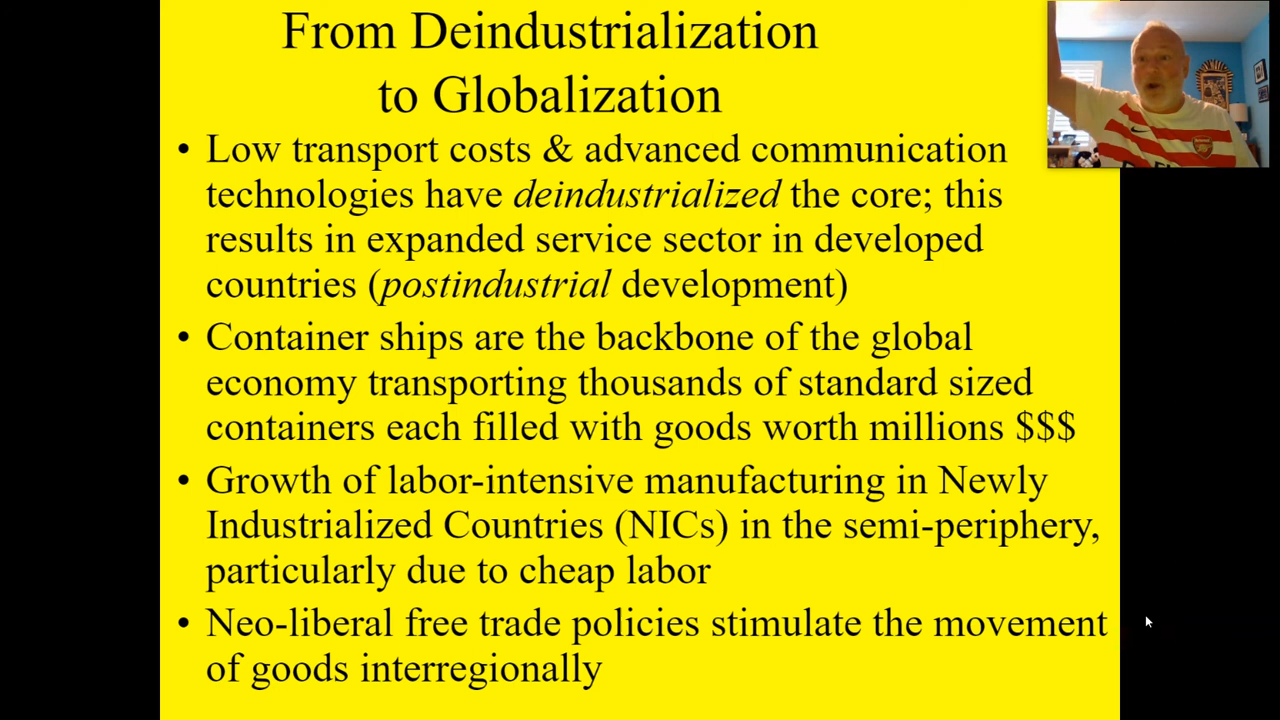 From Deindustrialization
to Globalization
• Low transport costs & advanced communication
technologies have deindustrialized the core; this
results in expanded service sector in developed
countries (postindustrial development)
• Container ships are the backbone of the global
economy transporting thousands of standard sized
containers each filled with goods worth millions $$$
• Growth of labor-intensive manufacturing in Newly
Industrialized Countries (NICs) in the semi-periphery,
particularly due to cheap labor
• Neo-liberal free trade policies stimulate the movement
of goods interregionally